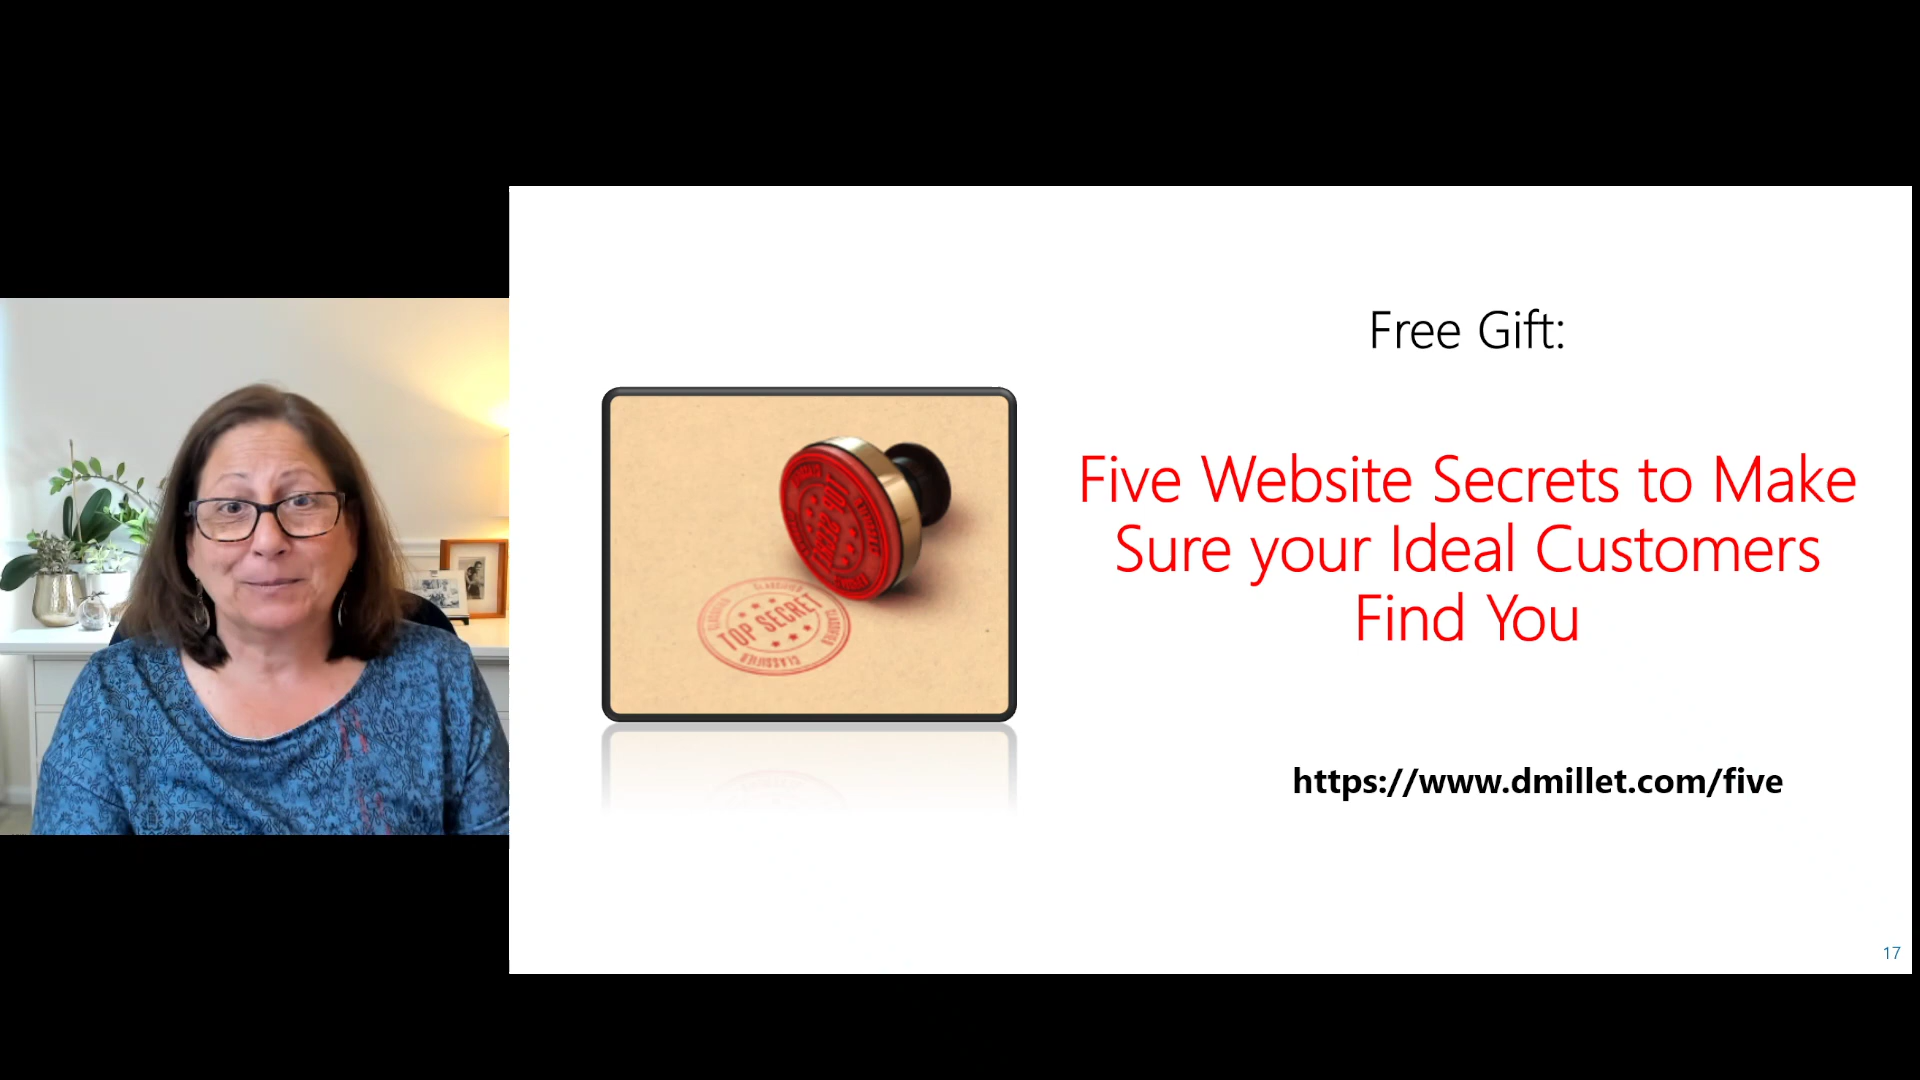 Free Gift:
Five Website Secrets to Make
Sure your Ideal Customers
Find You
TOP SECRET
CLASSIFIED
https://www.dmillet.com/five
17